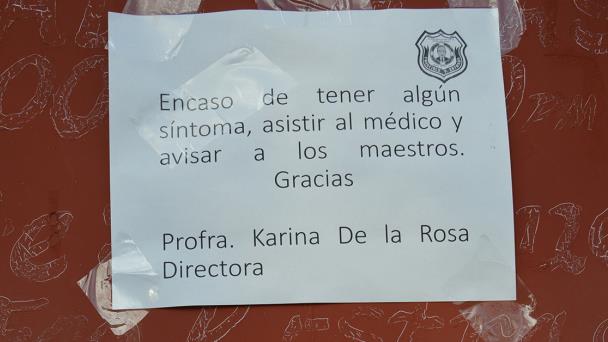 Encaso de tener algún
síntoma, asistir al médico y
avisar a los maestros.
Gracias
Profra. Karina De la Rosa
Directora